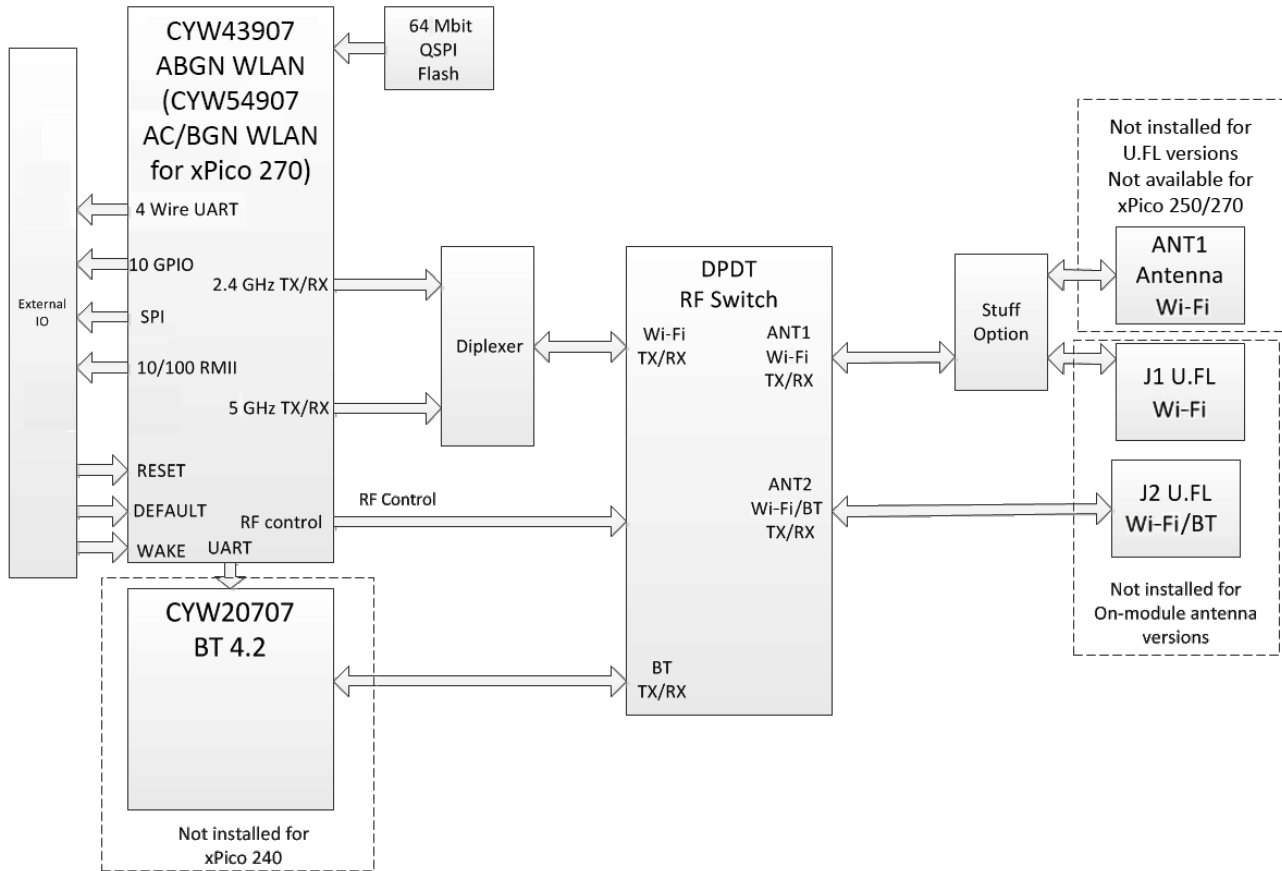 CYW43907
ABGN WLAN
(CYW54907
AC/BGN WLAN
for xPico 270)
64 Mbit
QSPI
Flash
External
IO
4 Wire UART
10 GPIO
SPI
10/100 RMII
RESET
DEFAULT
WAKE
2.4 GHz TX/RX
5 GHz TX/RX
RF control
UART
RF Control
Diplexer
DPDT
RF Switch
Wi-Fi
TX/RX
ANT1
Wi-Fi
TX/RX
ANT2
Wi-Fi/BT
TX/RX
BT
TX/RX
Stuff
Option
Not installed for
U.FL versions
Not available for
xPico 250/270
ANT1
Antenna
Wi-Fi
J1 U.FL
Wi-Fi
J2 U.FL
Wi-Fi/BT
Not installed for
On-module antenna
versions
CYW20707
BT 4.2
Not installed for
xPico 240